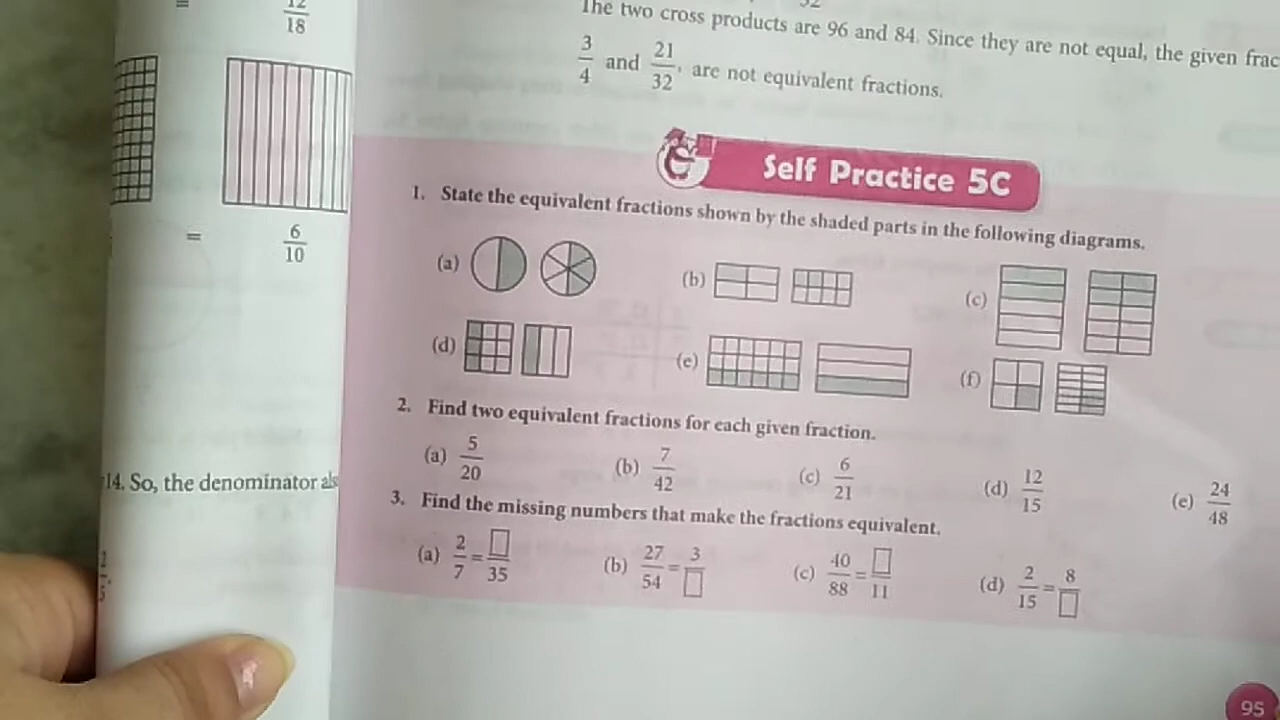 12
18
=
6
10
14. So, the denominator als
The two cross products are 96 and 84. Since they are not equal, the given frac
3/4 and 21/32, are not equivalent fractions.
Self Practice 5C
1. State the equivalent fractions shown by the shaded parts in the following diagrams.
(a) (b) (c)
(d) (e) (f)
2. Find two equivalent fractions for each given fraction.
(a) 5/20 (b) 7/42 (c) 6/21 (d) 12/15 (e) 24/48
3. Find the missing numbers that make the fractions equivalent.
(a) 2/7 = □/35 (b) 27/54 = 3/□ (c) 40/88 = □/11 (d) 2/15 = 8/□
95